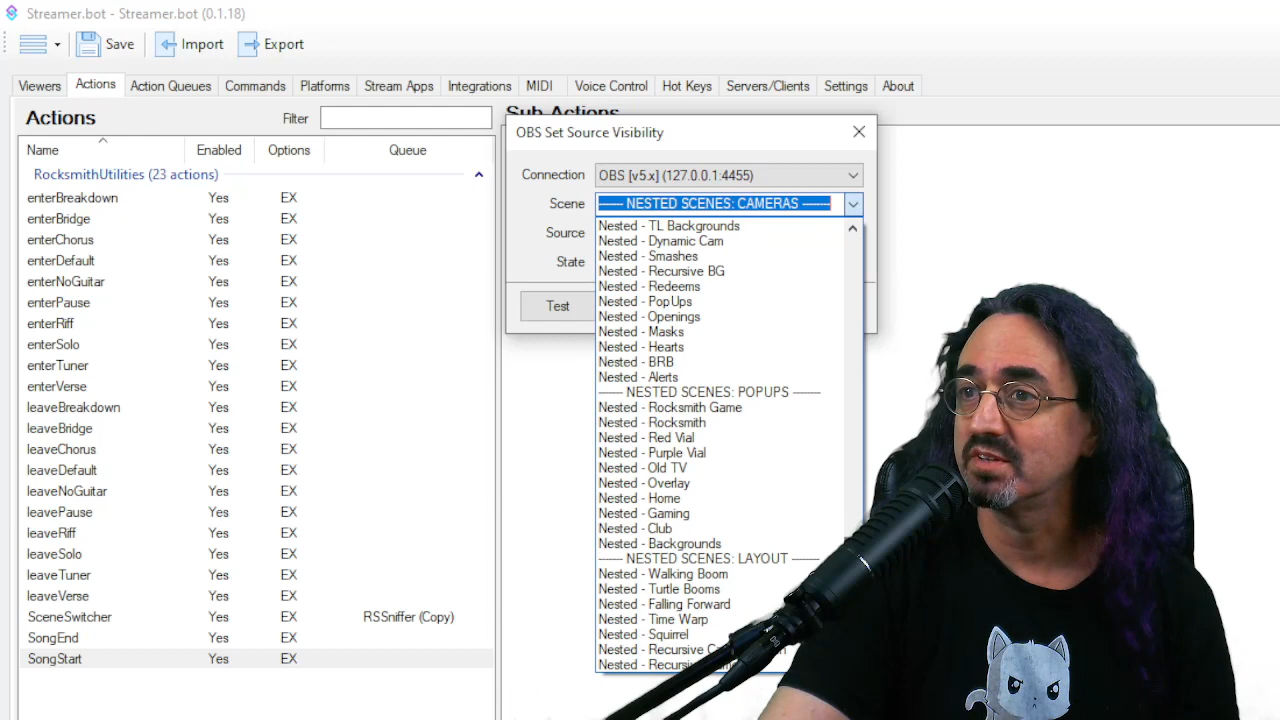 Streamer.bot - Streamer.bot (0.1.18)
Save Import Export
Viewers Actions Action Queues Commands Platforms Stream Apps Integrations MIDI Voice Control Hot Keys Servers/Clients Settings About
Actions Filter
Name Enabled Options Queue
RocksmithUtilities (23 actions)
enterBreakdown Yes EX
enterBridge Yes EX
enterChorus Yes EX
enterDefault Yes EX
enterNoGuitar Yes EX
enterPause Yes EX
enterRiff Yes EX
enterSolo Yes EX
enterTuner Yes EX
enterVerse Yes EX
leaveBreakdown Yes EX
leaveBridge Yes EX
leaveChorus Yes EX
leaveDefault Yes EX
leaveNoGuitar Yes EX
leavePause Yes EX
leaveRiff Yes EX
leaveSolo Yes EX
leaveTuner Yes EX
leaveVerse Yes EX
SceneSwitcher Yes EX RSSniffer (Copy)
SongEnd Yes EX
SongStart Yes EX
Sub-Actions
OBS Set Source Visibility
Connection OBS [v5.x] (127.0.0.1:4455)
Scene ------- NESTED SCENES: CAMERAS -------
Source
State
Test
Nested - TL Backgrounds
Nested - Dynamic Cam
Nested - Smashes
Nested - Recursive BG
Nested - Redeems
Nested - PopUps
Nested - Openings
Nested - Masks
Nested - Hearts
Nested - BRB
Nested - Alerts
------- NESTED SCENES: POPUPS -------
Nested - Rocksmith Game
Nested - Rocksmith
Nested - Red Vial
Nested - Purple Vial
Nested - Old TV
Nested - Overlay
Nested - Home
Nested - Gaming
Nested - Club
Nested - Backgrounds
------- NESTED SCENES: LAYOUT -------
Nested - Walking Boom
Nested - Turtle Booms
Nested - Falling Forward
Nested - Time Warp
Nested - Squirrel
Nested - Recursive
Nested -